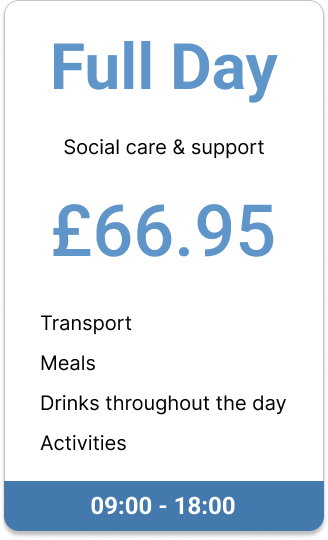 Full Day
Social care & support
£66.95
Transport
Meals
Drinks throughout the day
Activities
09:00 - 18:00